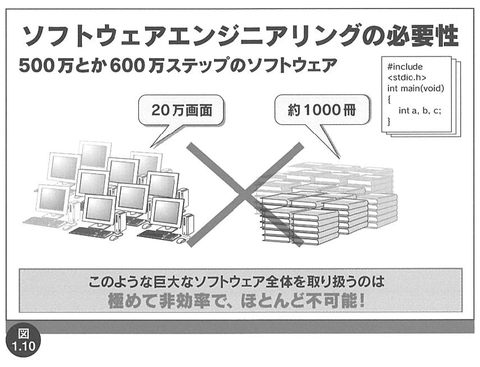 ソフトウェアエンジニアリングの必要性
500万とか600万ステップのソフトウェア
#include
<stdic.h>
int main(void)
{
int a, b, c;
}
20万画面
約1000冊
このような巨大なソフトウェア全体を取り扱うのは
極めて非効率で、ほとんど不可能！
図
1.10